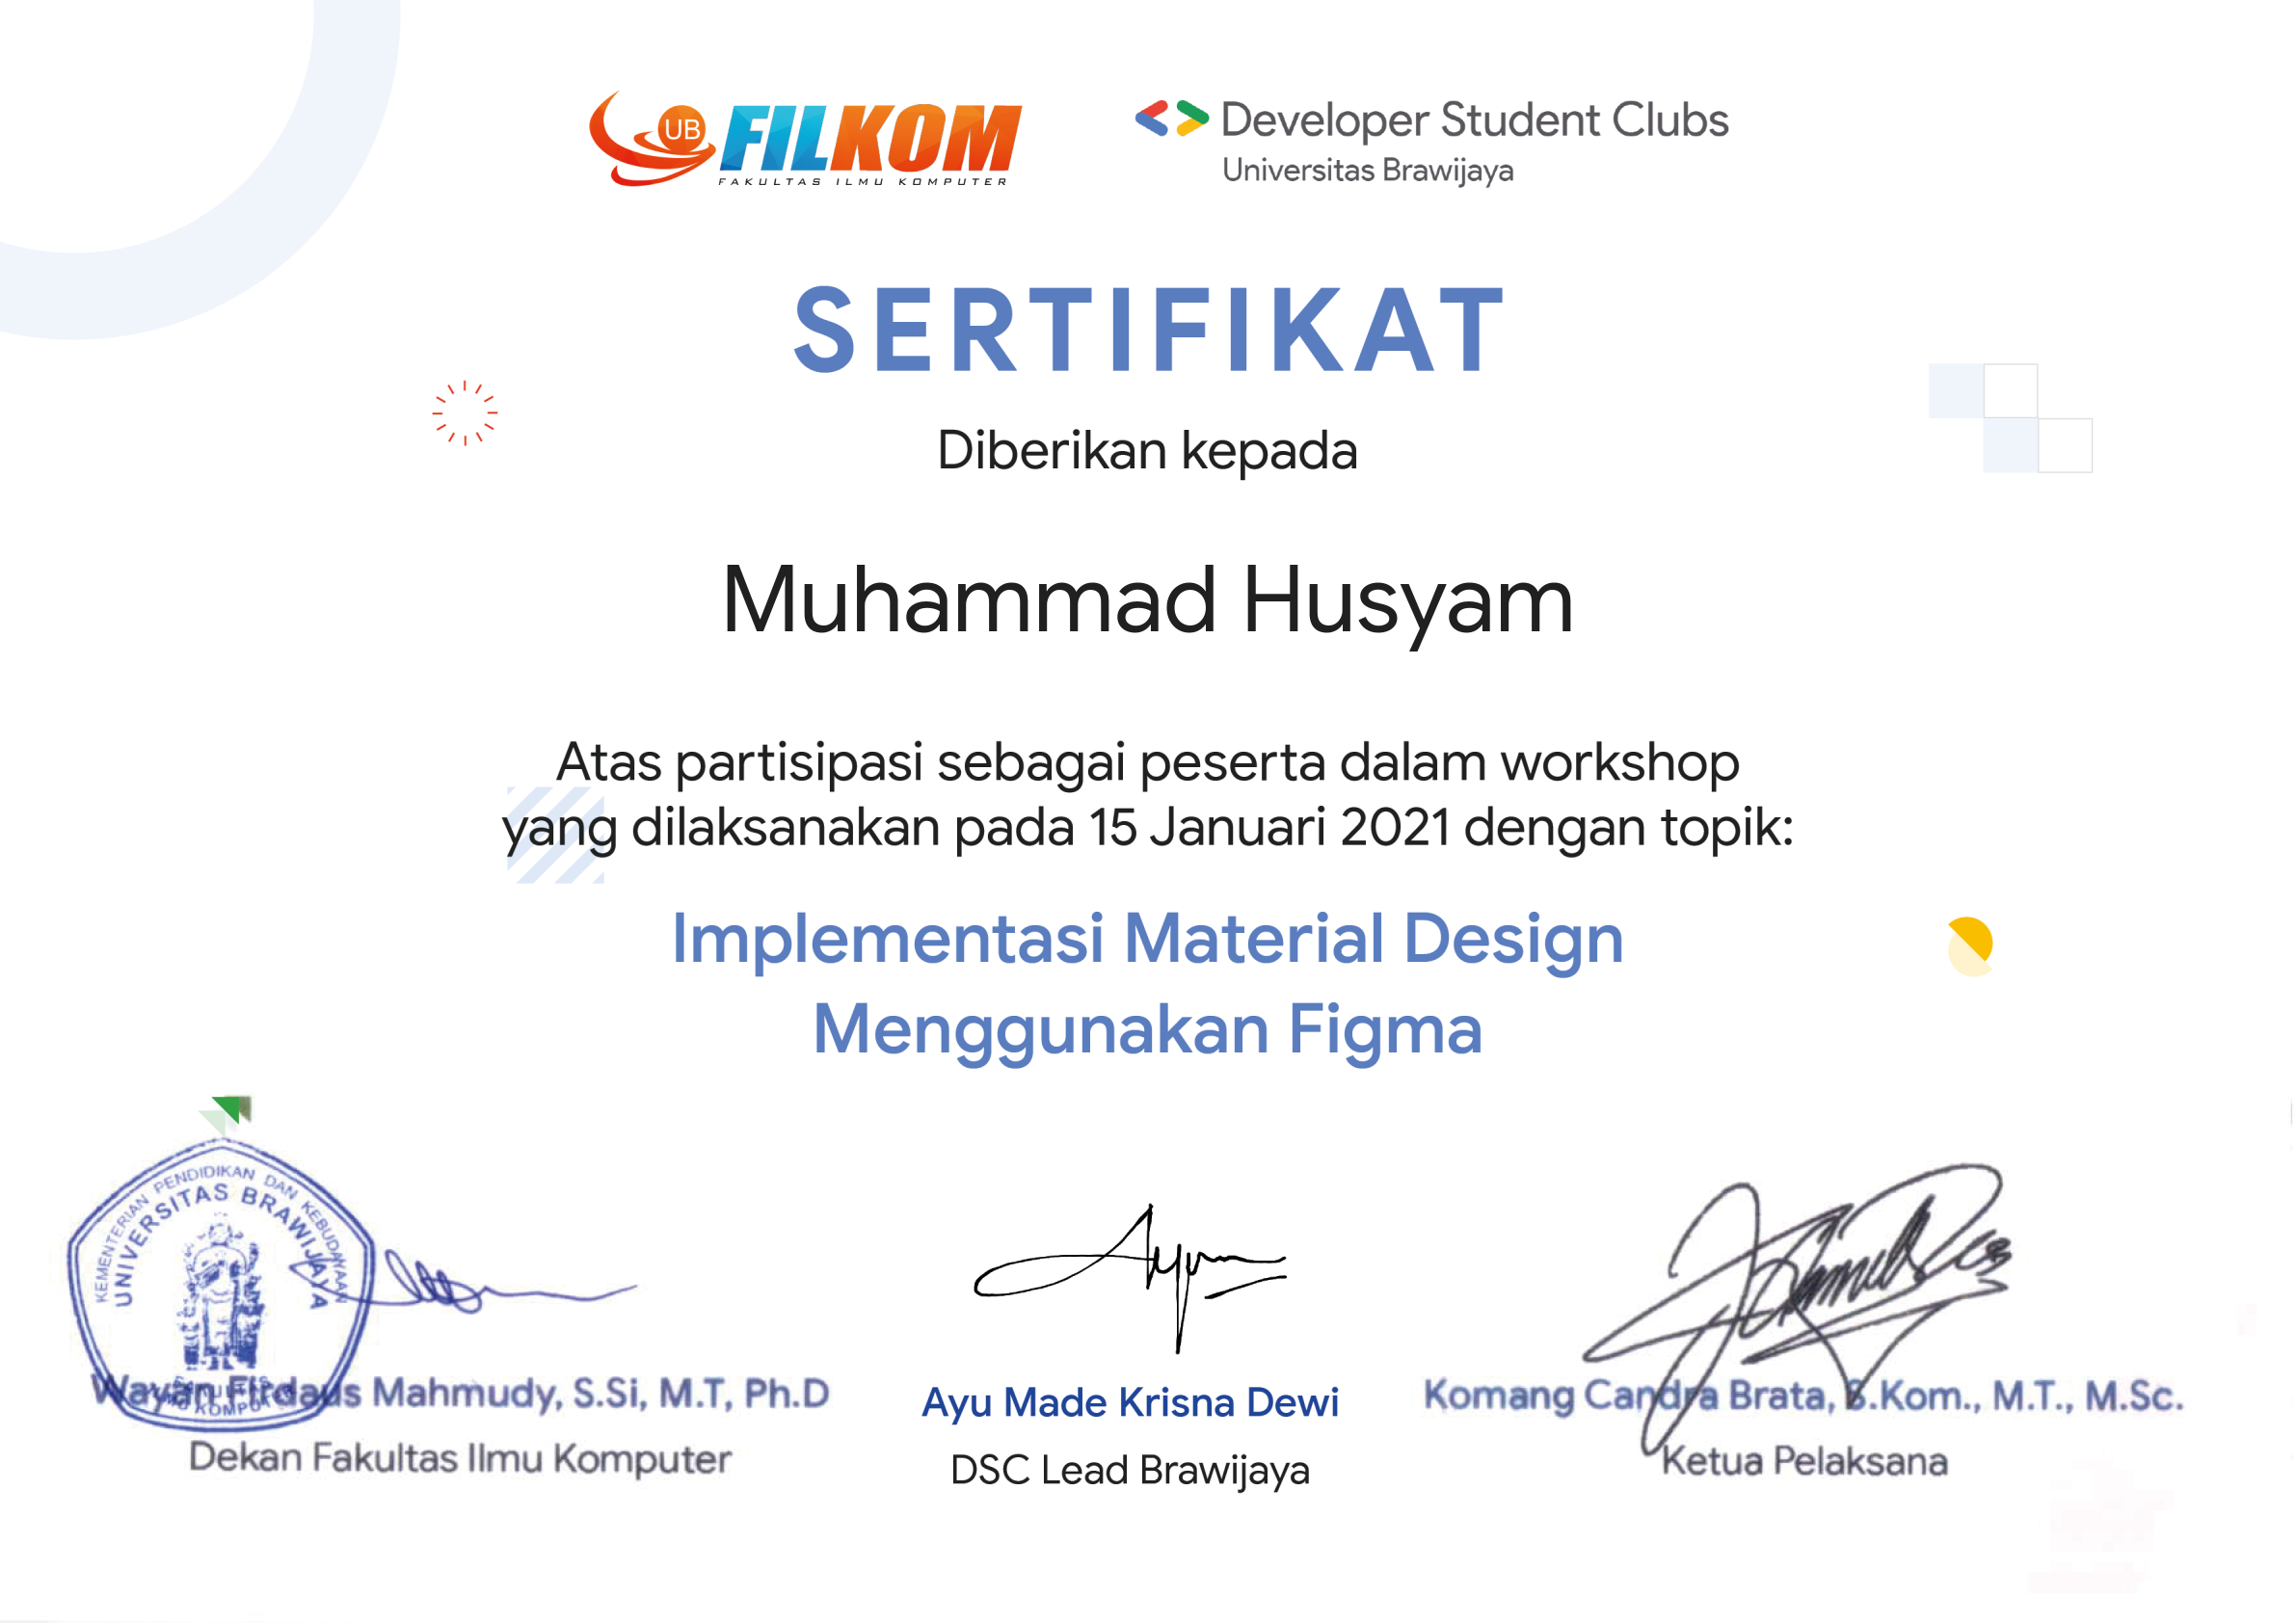 UB FILKOM
FAKULTAS ILMU KOMPUTER
Developer Student Clubs
Universitas Brawijaya
SERTIFIKAT
Diberikan kepada
Muhammad Husyam
Atas partisipasi sebagai peserta dalam workshop
yang dilaksanakan pada 15 Januari 2021 dengan topik:
Implementasi Material Design
Menggunakan Figma
KEMENTERIAN PENDIDIKAN DAN KEBUDAYAAN
UNIVERSITAS BRAWIJAYA
FAKULTAS
ILMU KOMPUTER
Wayan Firdaus Mahmudy, S.Si, M.T, Ph.D
Dekan Fakultas Ilmu Komputer
Ayu Made Krisna Dewi
DSC Lead Brawijaya
Komang Candra Brata, S.Kom., M.T., M.Sc.
Ketua Pelaksana